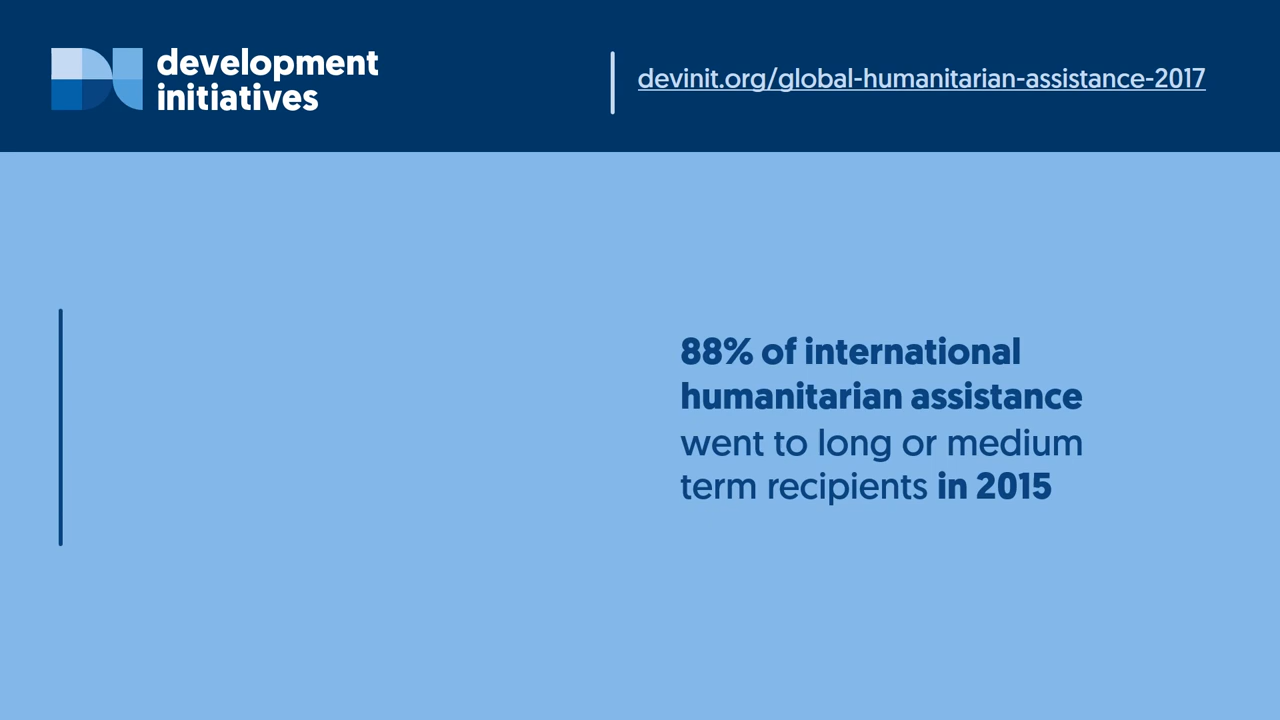 development
initiatives
devinit.org/global-humanitarian-assistance-2017
88% of international
humanitarian assistance
went to long or medium
term recipients in 2015